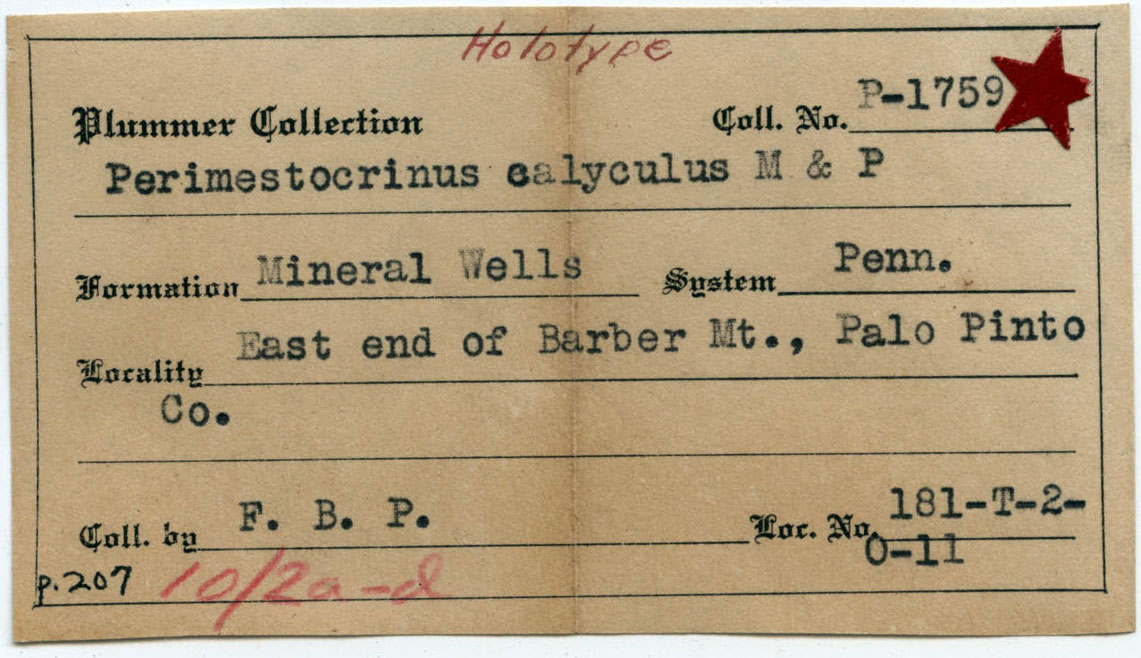 Holotype
Plummer Collection Coll. No. P-1759
Perimestocrinus calyculus M & P
Formation Mineral Wells System Penn.
Locality East end of Barber Mt., Palo Pinto
Co.
Coll. by F. B. P. Loc. No. 181-T-2-
O-11
p.207 10/2a-d